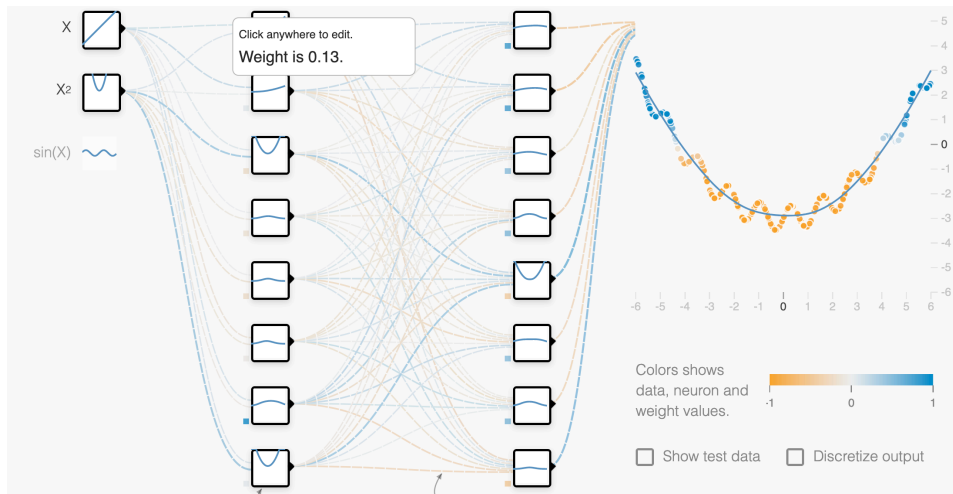 X
Click anywhere to edit.
Weight is 0.13.
X2
sin(X)
5
4
3
2
1
0
-1
-2
-3
-4
-5
-6
-6 -5 -4 -3 -2 -1 0 1 2 3 4 5 6
Colors shows
data, neuron and
weight values.
-1 0 1
Show test data Discretize output